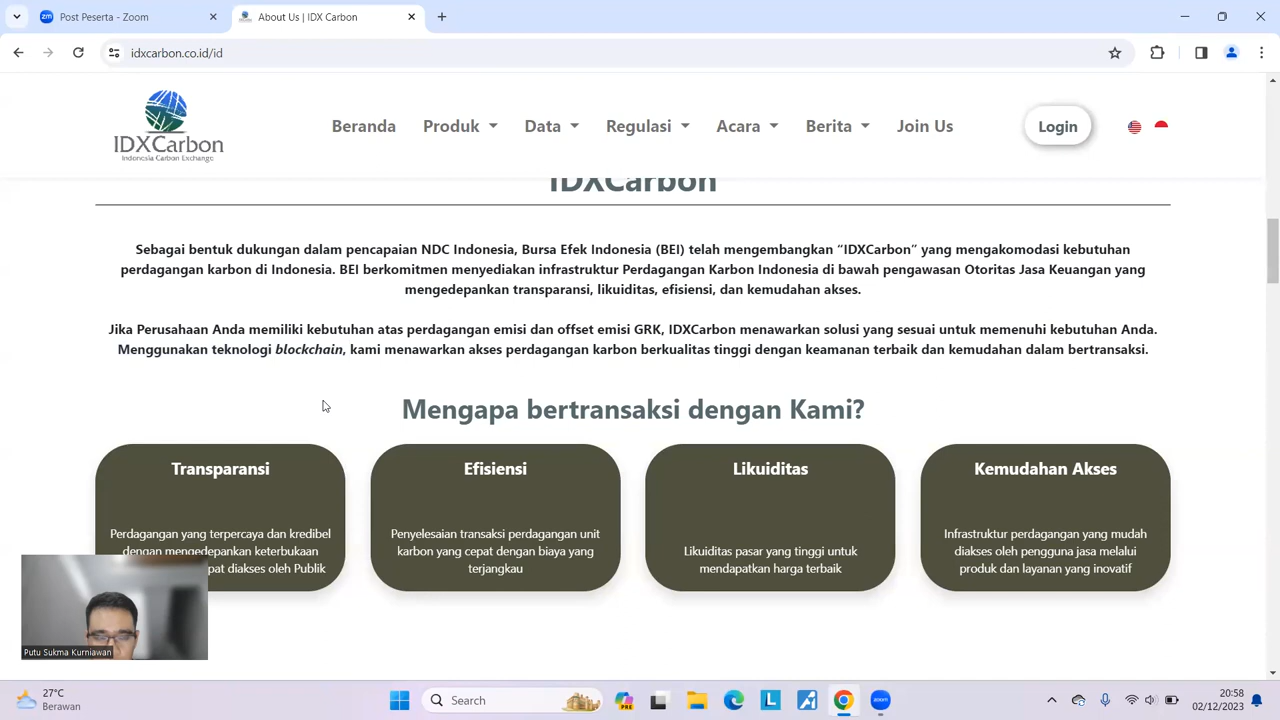 Post Peserta - Zoom
About Us | IDX Carbon
idxcarbon.co.id/id
IDXCarbon
Indonesia Carbon Exchange
Beranda
Produk
Data
Regulasi
Acara
Berita
Join Us
Login
IDXCarbon
Sebagai bentuk dukungan dalam pencapaian NDC Indonesia, Bursa Efek Indonesia (BEI) telah mengembangkan “IDXCarbon” yang mengakomodasi kebutuhan
perdagangan karbon di Indonesia. BEI berkomitmen menyediakan infrastruktur Perdagangan Karbon Indonesia di bawah pengawasan Otoritas Jasa Keuangan yang
mengedepankan transparansi, likuiditas, efisiensi, dan kemudahan akses.
Jika Perusahaan Anda memiliki kebutuhan atas perdagangan emisi dan offset emisi GRK, IDXCarbon menawarkan solusi yang sesuai untuk memenuhi kebutuhan Anda.
Menggunakan teknologi blockchain, kami menawarkan akses perdagangan karbon berkualitas tinggi dengan keamanan terbaik dan kemudahan dalam bertransaksi.
Mengapa bertransaksi dengan Kami?
Transparansi
Perdagangan yang terpercaya dan kredibel
dengan mengedepankan keterbukaan
pat diakses oleh Publik
Efisiensi
Penyelesaian transaksi perdagangan unit
karbon yang cepat dengan biaya yang
terjangkau
Likuiditas
Likuiditas pasar yang tinggi untuk
mendapatkan harga terbaik
Kemudahan Akses
Infrastruktur perdagangan yang mudah
diakses oleh pengguna jasa melalui
produk dan layanan yang inovatif
Putu Sukma Kurniawan
27°C
Berawan
Search
PRE
20:58
02/12/2023